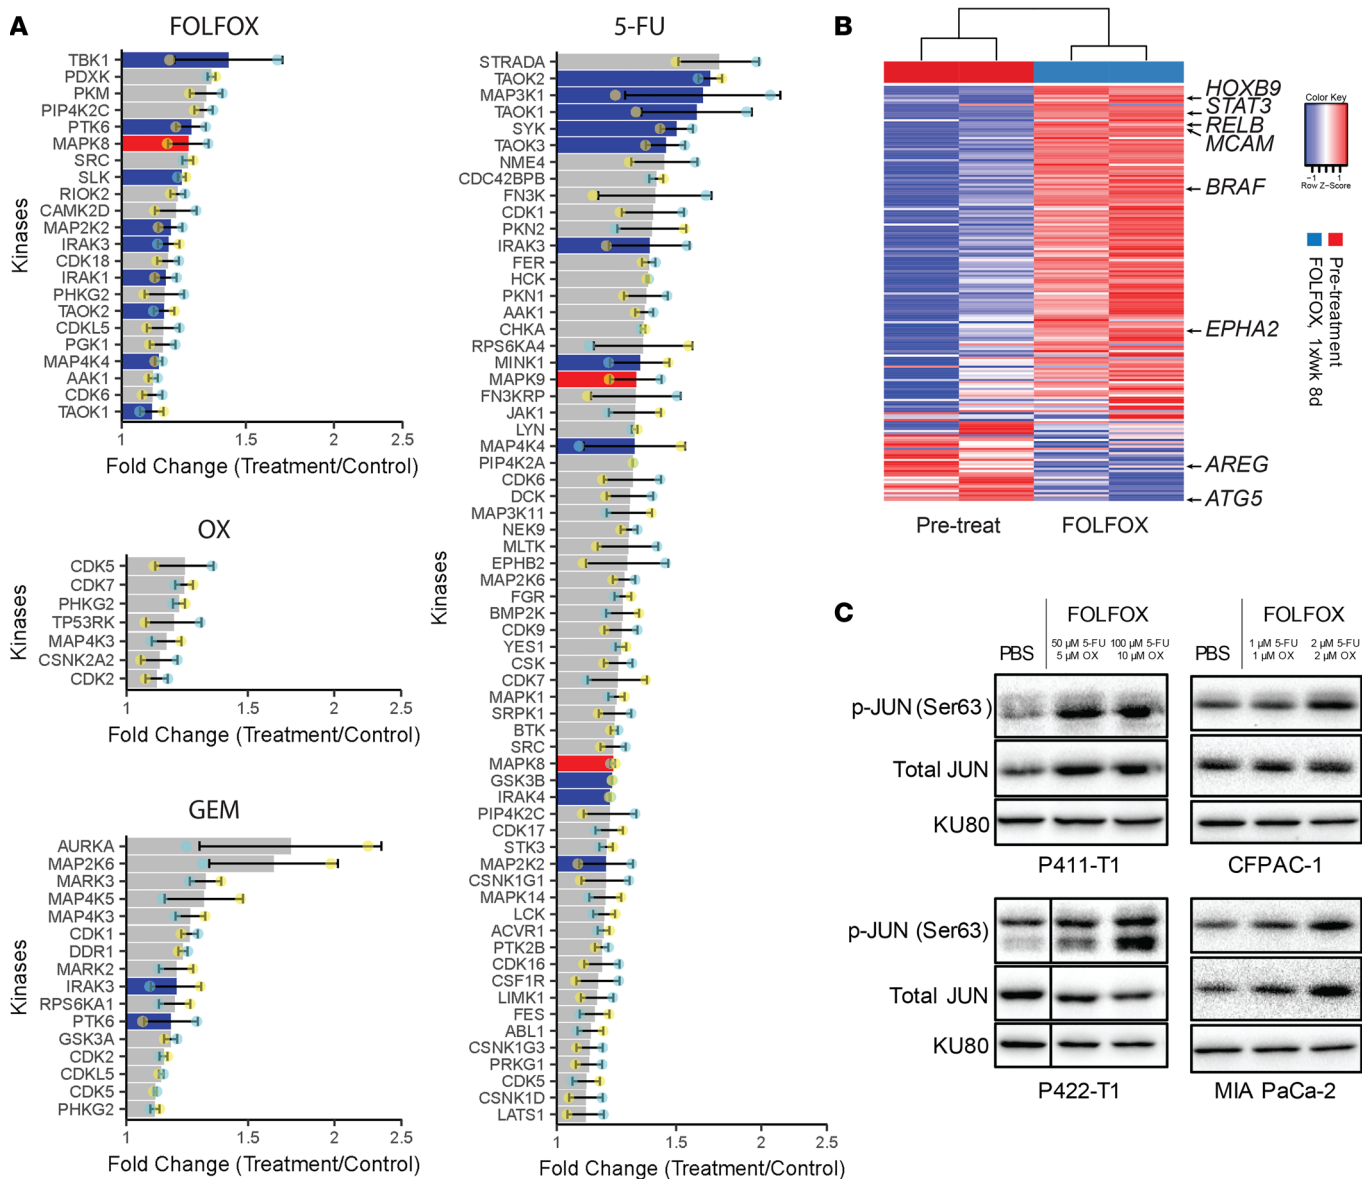 A
FOLFOX
Kinases
TBK1
PDXK
PKM
PIP4K2C
PTK6
MAPK8
SRC
SLK
RIOK2
CAMK2D
MAP2K2
IRAK3
CDK18
IRAK1
PHKG2
TAOK2
CDKL5
PGK1
MAP4K4
AAK1
CDK6
TAOK1
1 1.5 2 2.5
Fold Change (Treatment/Control)
OX
Kinases
CDK5
CDK7
PHKG2
TP53RK
MAP4K3
CSNK2A2
CDK2
1 1.5 2 2.5
Fold Change (Treatment/Control)
GEM
Kinases
AURKA
MAP2K6
MARK3
MAP4K5
MAP4K3
CDK1
DDR1
MARK2
IRAK3
RPS6KA1
PTK6
GSK3A
CDK2
CDKL5
CDK5
PHKG2
1 1.5 2 2.5
Fold Change (Treatment/Control)
5-FU
Kinases
STRADA
TAOK2
MAP3K1
TAOK1
SYK
TAOK3
NME4
CDC42BPB
FN3K
CDK1
PKN2
IRAK3
FER
HCK
PKN1
AAK1
CHKA
RPS6KA4
MINK1
MAPK9
FN3KRP
JAK1
LYN
MAP4K4
PIP4K2A
CDK6
DCK
MAP3K11
NEK9
MLTK
EPHB2
MAP2K6
FGR
BMP2K
CDK9
YES1
CSK
CDK7
MAPK1
SRPK1
BTK
SRC
MAPK8
GSK3B
IRAK4
PIP4K2C
CDK17
STK3
MAP2K2
CSNK1G1
MAPK14
LCK
ACVR1
PTK2B
CDK16
CSF1R
LIMK1
FES
ABL1
CSNK1G3
PRKG1
CDK5
CSNK1D
LATS1
1 1.5 2 2.5
Fold Change (Treatment/Control)
B
HOXB9
STAT3
RELB
MCAM
BRAF
EPHA2
AREG
ATG5
Pre-treat FOLFOX
Color Key
−1 1
Row Z−Score
Pre-treatment
FOLFOX, 1x/wk 8d
C
FOLFOX
PBS
50 µM 5-FU 100 µM 5-FU
5 µM OX 10 µM OX
FOLFOX
PBS
1 µM 5-FU 2 µM 5-FU
1 µM OX 2 µM OX
p-JUN (Ser63)
Total JUN
KU80
P411-T1 CFPAC-1
p-JUN (Ser63)
Total JUN
KU80
P422-T1 MIA PaCa-2